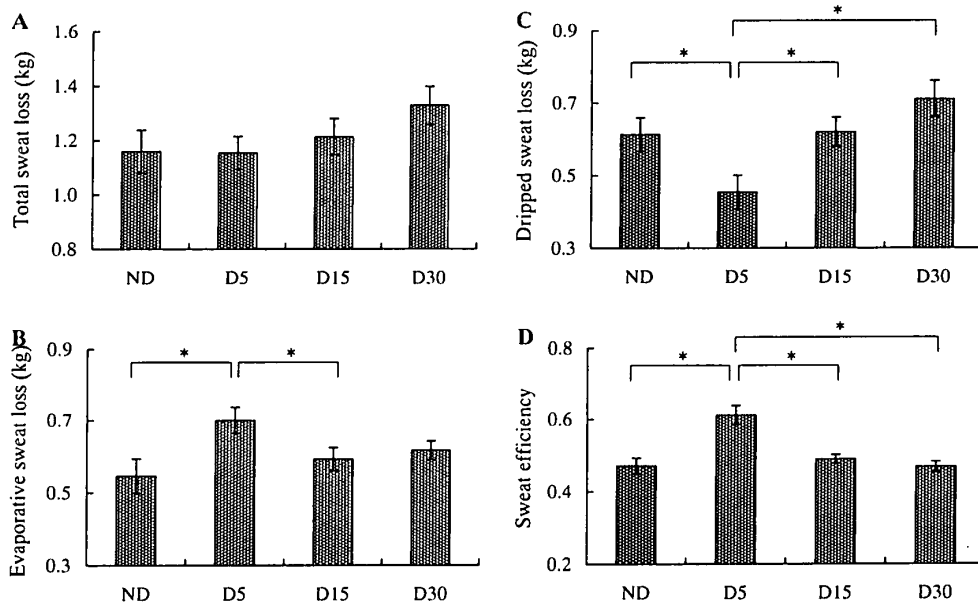 A
Total sweat loss (kg)
1.6
1.4
1.2
1.0
0.8
ND D5 D15 D30
B
Evaporative sweat loss (kg)
0.9
0.7
0.5
0.3
* *
ND D5 D15 D30
C
Dripped sweat loss (kg)
0.9
0.7
0.5
0.3
*
* *
ND D5 D15 D30
D
Sweat efficiency
0.8
0.6
0.4
0.2
*
* *
ND D5 D15 D30